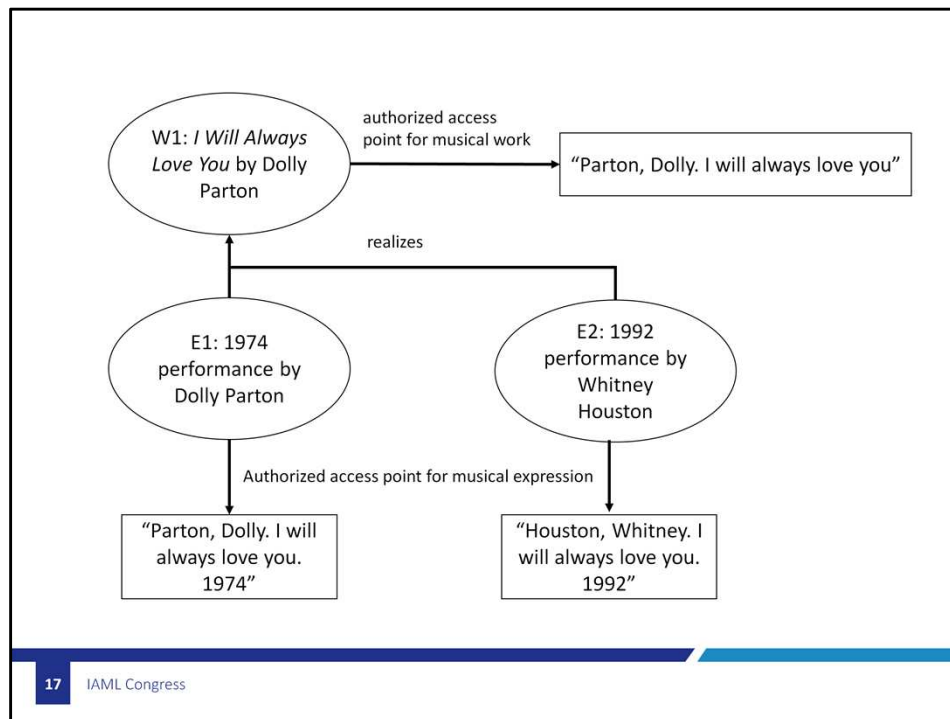 authorized access
point for musical work
W1: I Will Always
Love You by Dolly
Parton
“Parton, Dolly. I will always love you”
realizes
E1: 1974
performance by
Dolly Parton
E2: 1992
performance by
Whitney
Houston
Authorized access point for musical expression
“Parton, Dolly. I will
always love you.
1974”
“Houston, Whitney. I
will always love you.
1992”
17
IAML Congress